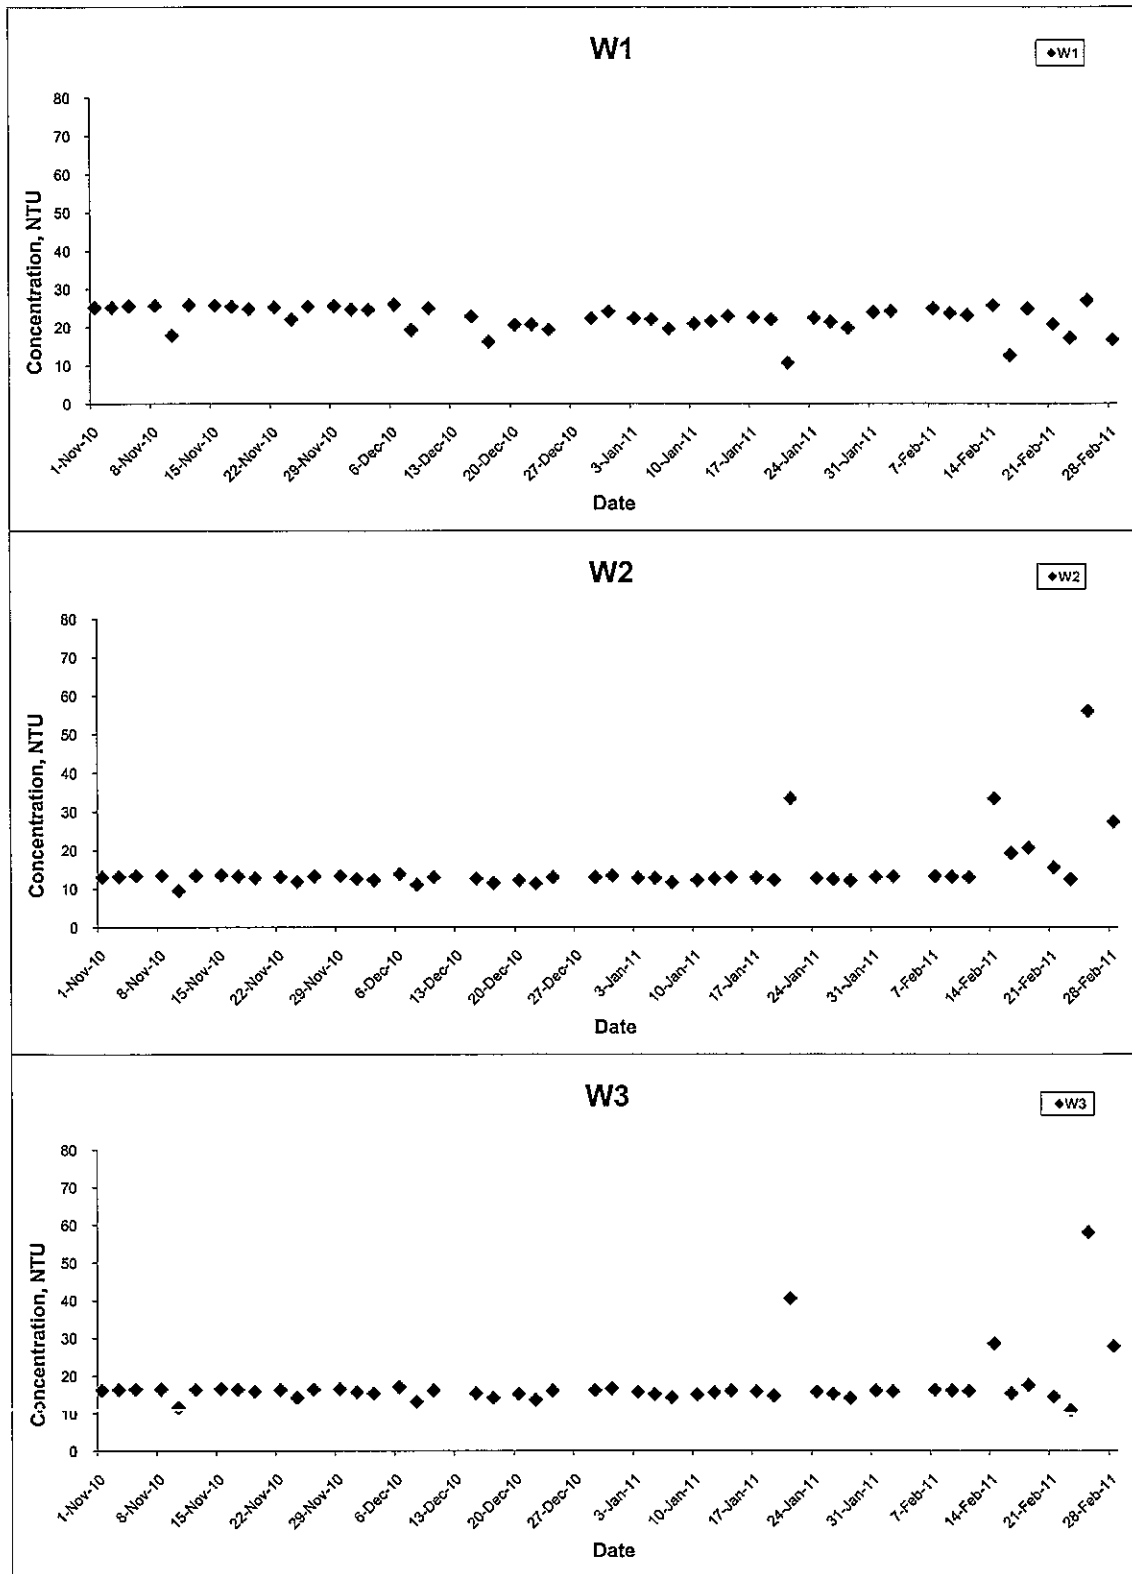 W1
◆W1
80
70
60
50
40
30
20
10
0
Concentration, NTU
1-Nov-10
8-Nov-10
15-Nov-10
22-Nov-10
29-Nov-10
6-Dec-10
13-Dec-10
20-Dec-10
27-Dec-10
3-Jan-11
10-Jan-11
17-Jan-11
24-Jan-11
31-Jan-11
7-Feb-11
14-Feb-11
21-Feb-11
28-Feb-11
Date
W2
◆W2
80
70
60
50
40
30
20
10
0
Concentration, NTU
1-Nov-10
8-Nov-10
15-Nov-10
22-Nov-10
29-Nov-10
6-Dec-10
13-Dec-10
20-Dec-10
27-Dec-10
3-Jan-11
10-Jan-11
17-Jan-11
24-Jan-11
31-Jan-11
7-Feb-11
14-Feb-11
21-Feb-11
28-Feb-11
Date
W3
◆W3
80
70
60
50
40
30
20
10
0
Concentration, NTU
1-Nov-10
8-Nov-10
15-Nov-10
22-Nov-10
29-Nov-10
6-Dec-10
13-Dec-10
20-Dec-10
27-Dec-10
3-Jan-11
10-Jan-11
17-Jan-11
24-Jan-11
31-Jan-11
7-Feb-11
14-Feb-11
21-Feb-11
28-Feb-11
Date